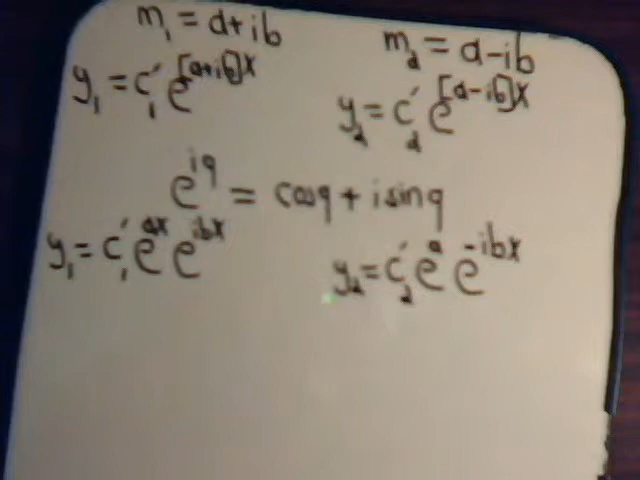 m₁ = a+ib m₂ = a-ib
y₁ = c₁' e^[a+ib]x y₂ = c₂' e^[a-ib]x
e^iq = cosq + i sinq
y₁ = c₁' e^ax e^ibx y₂ = c₂' e^a e^-ibx